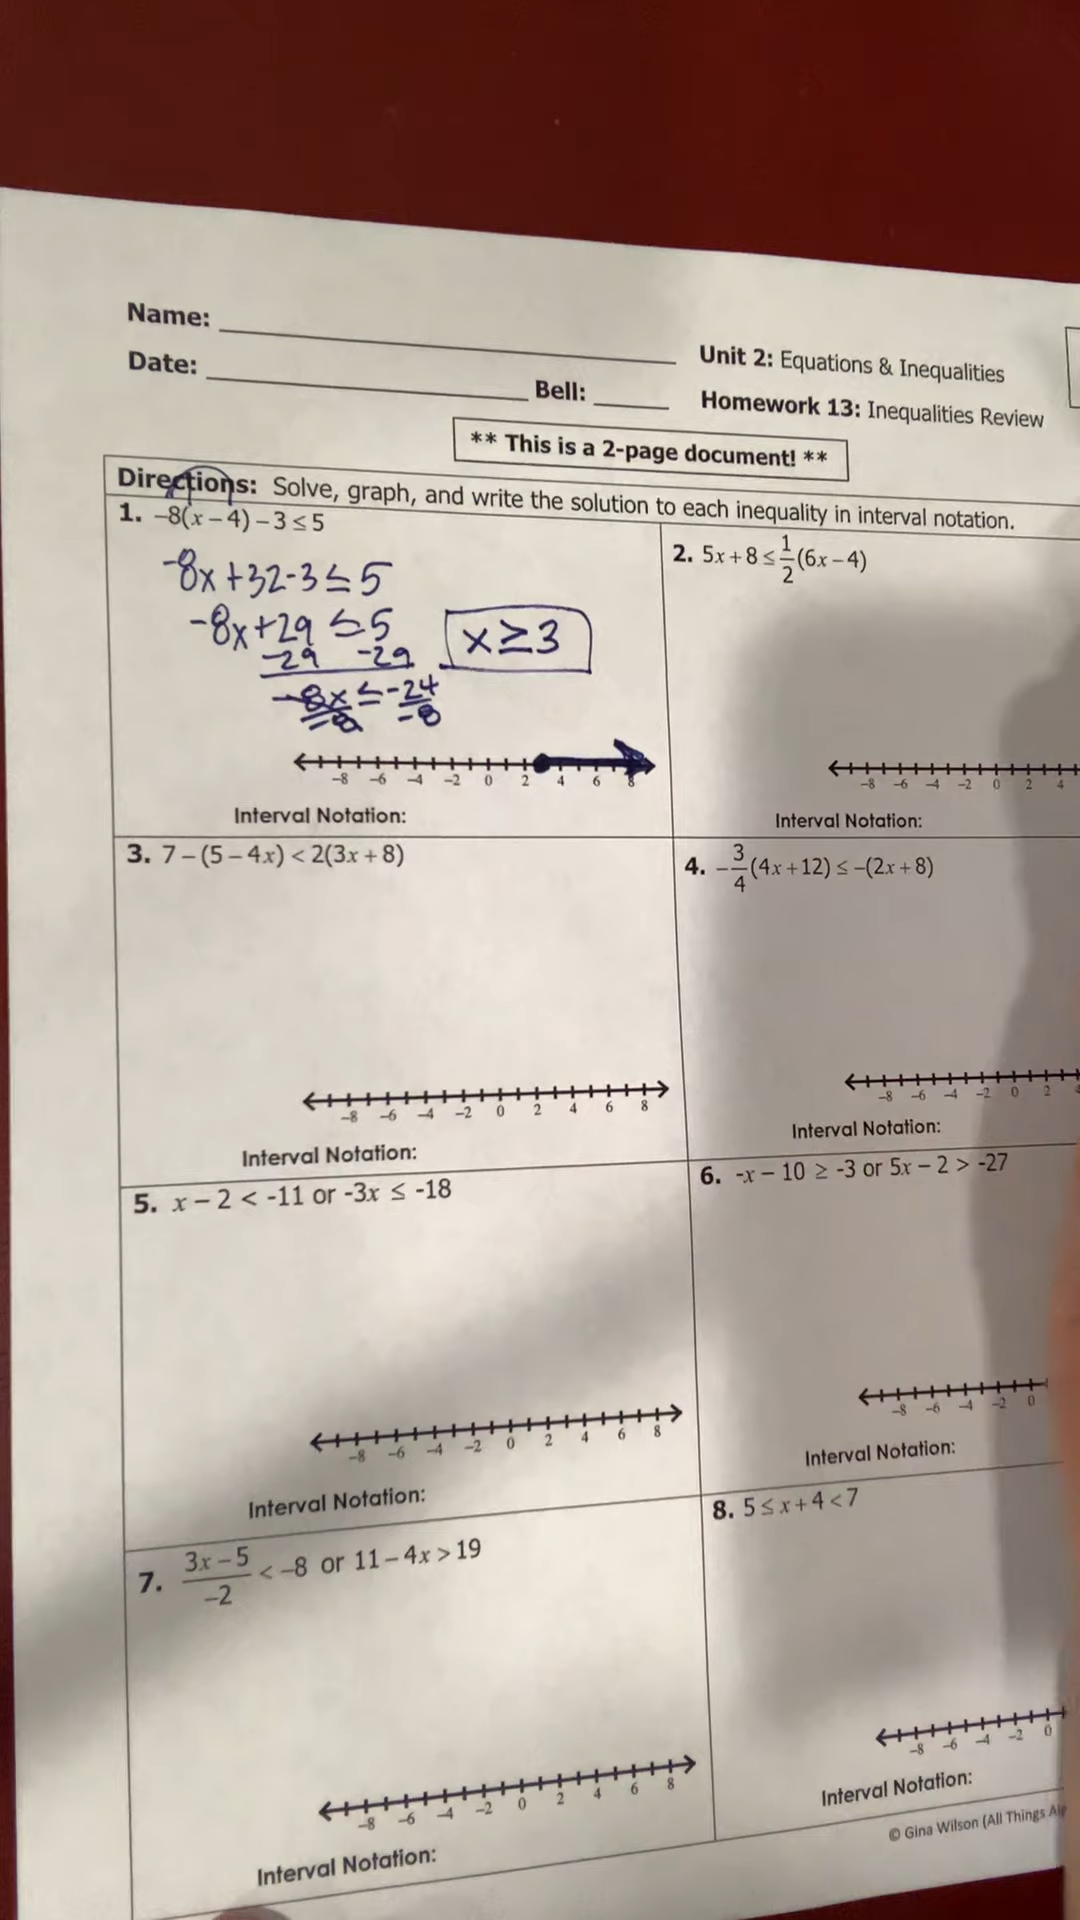 Name: ____________
Date: ____________ Bell: ______
Unit 2: Equations & Inequalities
Homework 13: Inequalities Review
** This is a 2-page document! **
Directions: Solve, graph, and write the solution to each inequality in interval notation.
1. -8(x – 4) – 3 ≤ 5
-8x + 32 - 3 ≤ 5
-8x + 29 ≤ 5
-29 -29
-8x ≤ -24
-8 -8
x ≥ 3
-8 -6 -4 -2 0 2 4 6 8
Interval Notation:
2. 5x + 8 ≤ 1/2 (6x – 4)
-8 -6 -4 -2 0 2 4
Interval Notation:
3. 7 – (5 – 4x) < 2(3x + 8)
-8 -6 -4 -2 0 2 4 6 8
Interval Notation:
4. -3/4 (4x + 12) ≤ -(2x + 8)
-8 -6 -4 -2 0 2
Interval Notation:
5. x – 2 < -11 or -3x ≤ -18
-8 -6 -4 -2 0 2 4 6 8
Interval Notation:
6. -x – 10 ≥ -3 or 5x – 2 > -27
-8 -6 -4 -2 0
Interval Notation:
7. (3x – 5)/-2 < -8 or 11 – 4x > 19
-8 -6 -4 -2 0 2 4 6 8
Interval Notation:
8. 5 ≤ x + 4 < 7
-8 -6 -4 -2 0
Interval Notation:
© Gina Wilson (All Things